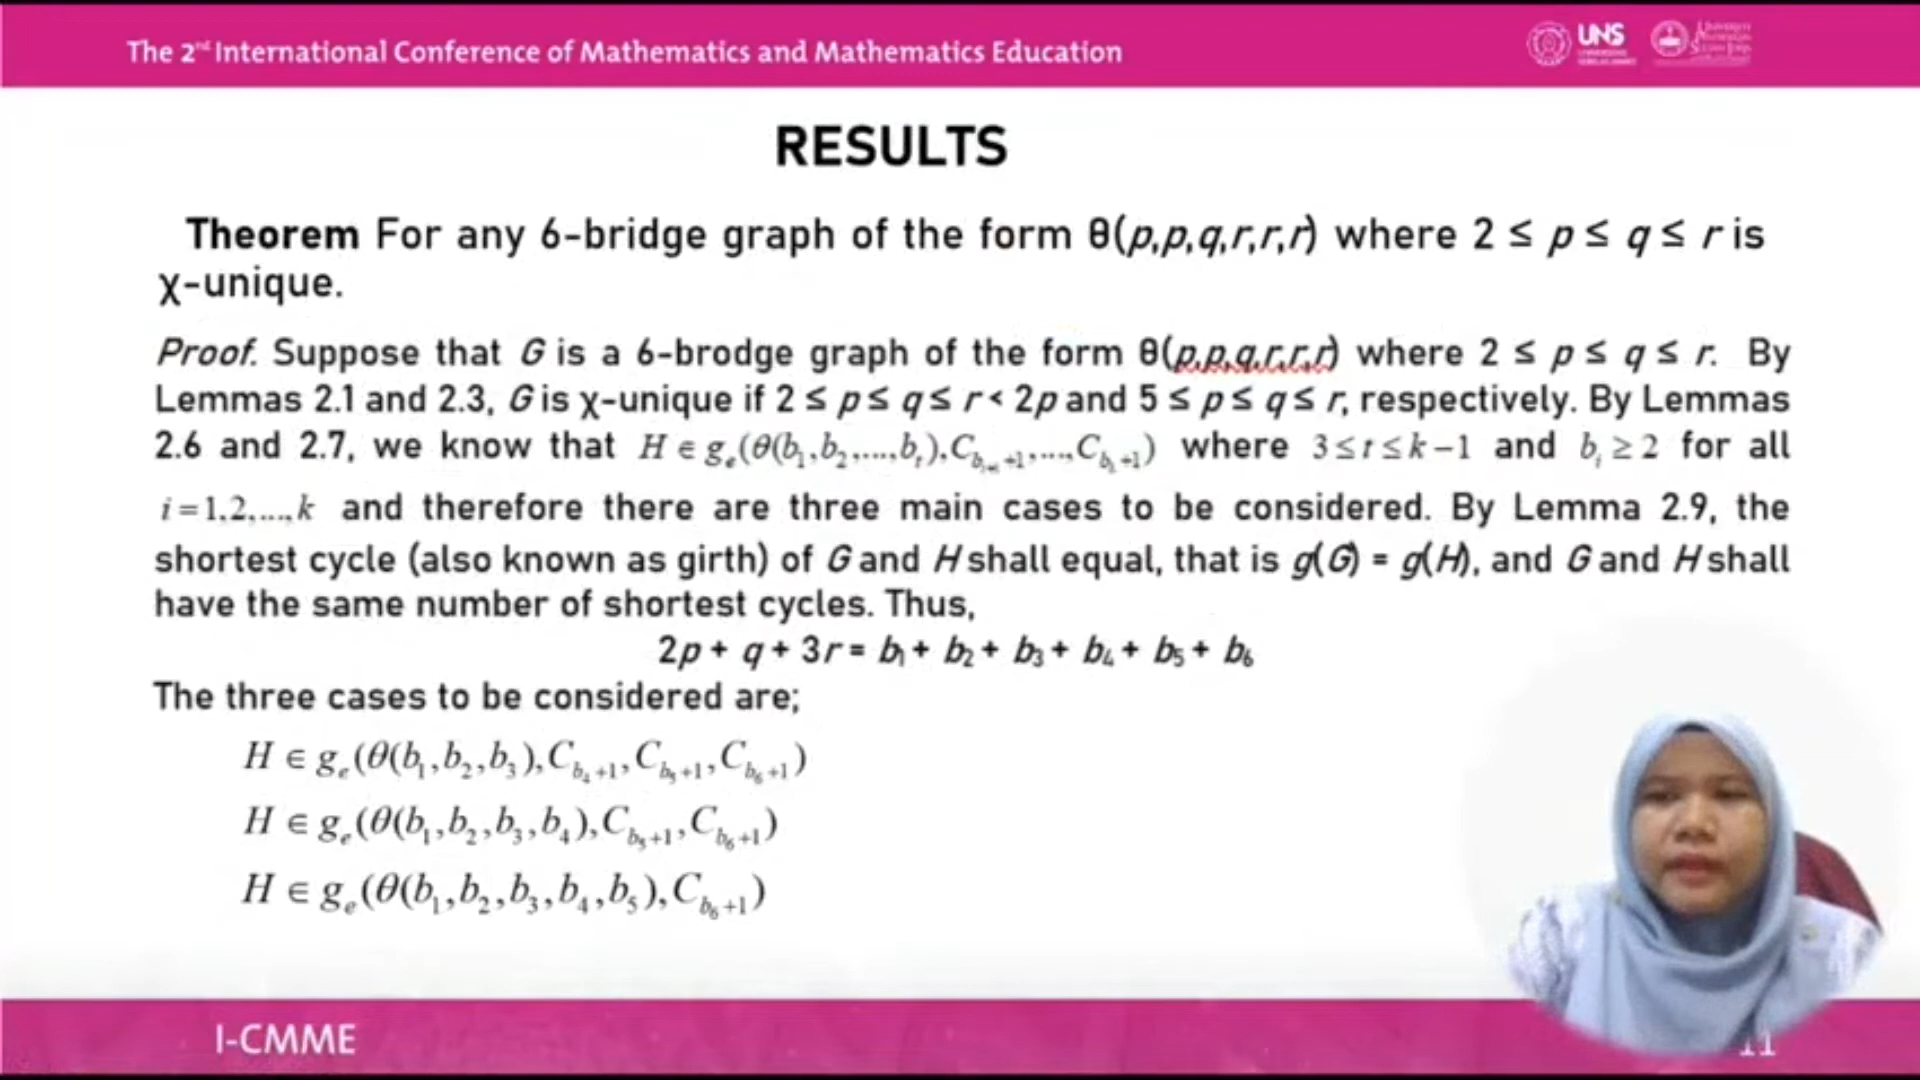 The 2nd International Conference of Mathematics and Mathematics Education
UNS
RESULTS
Theorem For any 6-bridge graph of the form θ(p,p,q,r,r,r) where 2 ≤ p ≤ q ≤ r is
χ-unique.
Proof. Suppose that G is a 6-brodge graph of the form θ(p,p,q,r,r,r) where 2 ≤ p ≤ q ≤ r. By
Lemmas 2.1 and 2.3, G is χ-unique if 2 ≤ p ≤ q ≤ r < 2p and 5 ≤ p ≤ q ≤ r, respectively. By Lemmas
2.6 and 2.7, we know that H ∈ g_e(θ(b_1,b_2,...,b_t),C_{b_{t+1}+1},...,C_{b_k+1}) where 3≤t≤k−1 and b_i ≥ 2 for all
i=1,2,...,k and therefore there are three main cases to be considered. By Lemma 2.9, the
shortest cycle (also known as girth) of G and H shall equal, that is g(G) = g(H), and G and H shall
have the same number of shortest cycles. Thus,
2p + q + 3r = b_1 + b_2 + b_3 + b_4 + b_5 + b_6
The three cases to be considered are;
H ∈ g_e(θ(b_1,b_2,b_3),C_{b_4+1},C_{b_5+1},C_{b_6+1})
H ∈ g_e(θ(b_1,b_2,b_3,b_4),C_{b_5+1},C_{b_6+1})
H ∈ g_e(θ(b_1,b_2,b_3,b_4,b_5),C_{b_6+1})
I-CMME
11